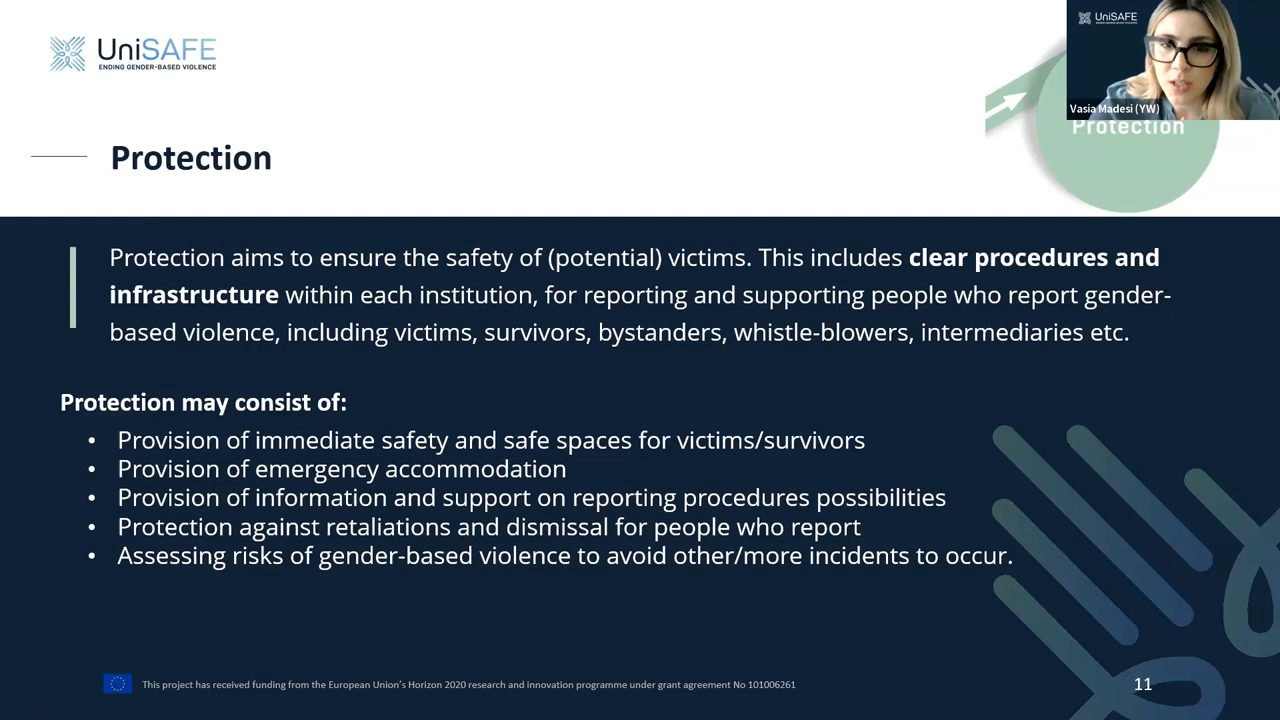 UniSAFE
ENDING GENDER-BASED VIOLENCE
UniSAFE
Vasia Madesi (YW)
Protection
Protection
Protection aims to ensure the safety of (potential) victims. This includes clear procedures and
infrastructure within each institution, for reporting and supporting people who report gender-
based violence, including victims, survivors, bystanders, whistle-blowers, intermediaries etc.
Protection may consist of:
• Provision of immediate safety and safe spaces for victims/survivors
• Provision of emergency accommodation
• Provision of information and support on reporting procedures possibilities
• Protection against retaliations and dismissal for people who report
• Assessing risks of gender-based violence to avoid other/more incidents to occur.
This project has received funding from the European Union's Horizon 2020 research and innovation programme under grant agreement No 101006261
11